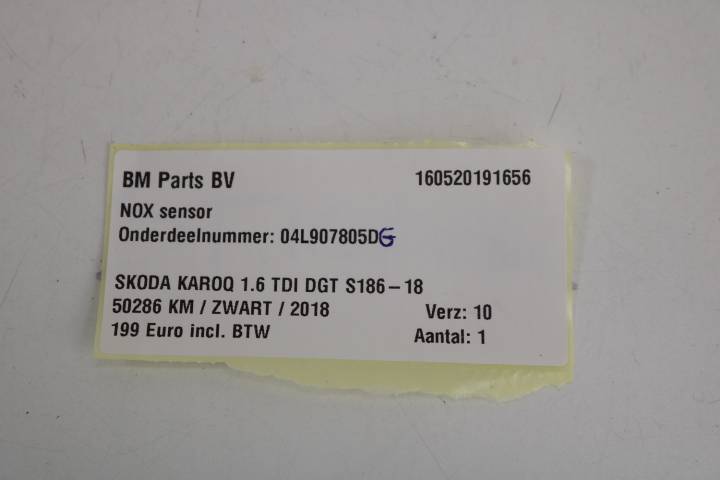 BM Parts BV 160520191656
NOX sensor
Onderdeelnummer: 04L907805DG
SKODA KAROQ 1.6 TDI DGT S186-18
50286 KM / ZWART / 2018 Verz: 10
199 Euro incl. BTW Aantal: 1